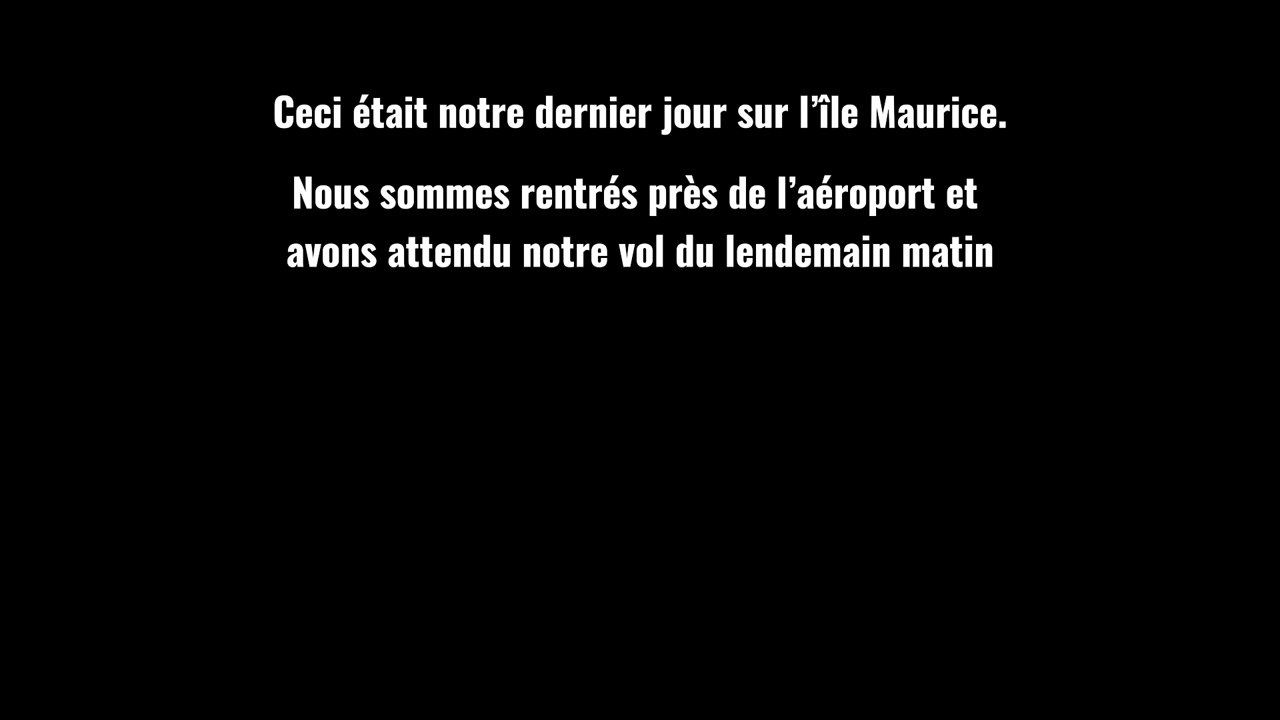 Ceci était notre dernier jour sur l’île Maurice.
Nous sommes rentrés près de l’aéroport et
avons attendu notre vol du lendemain matin